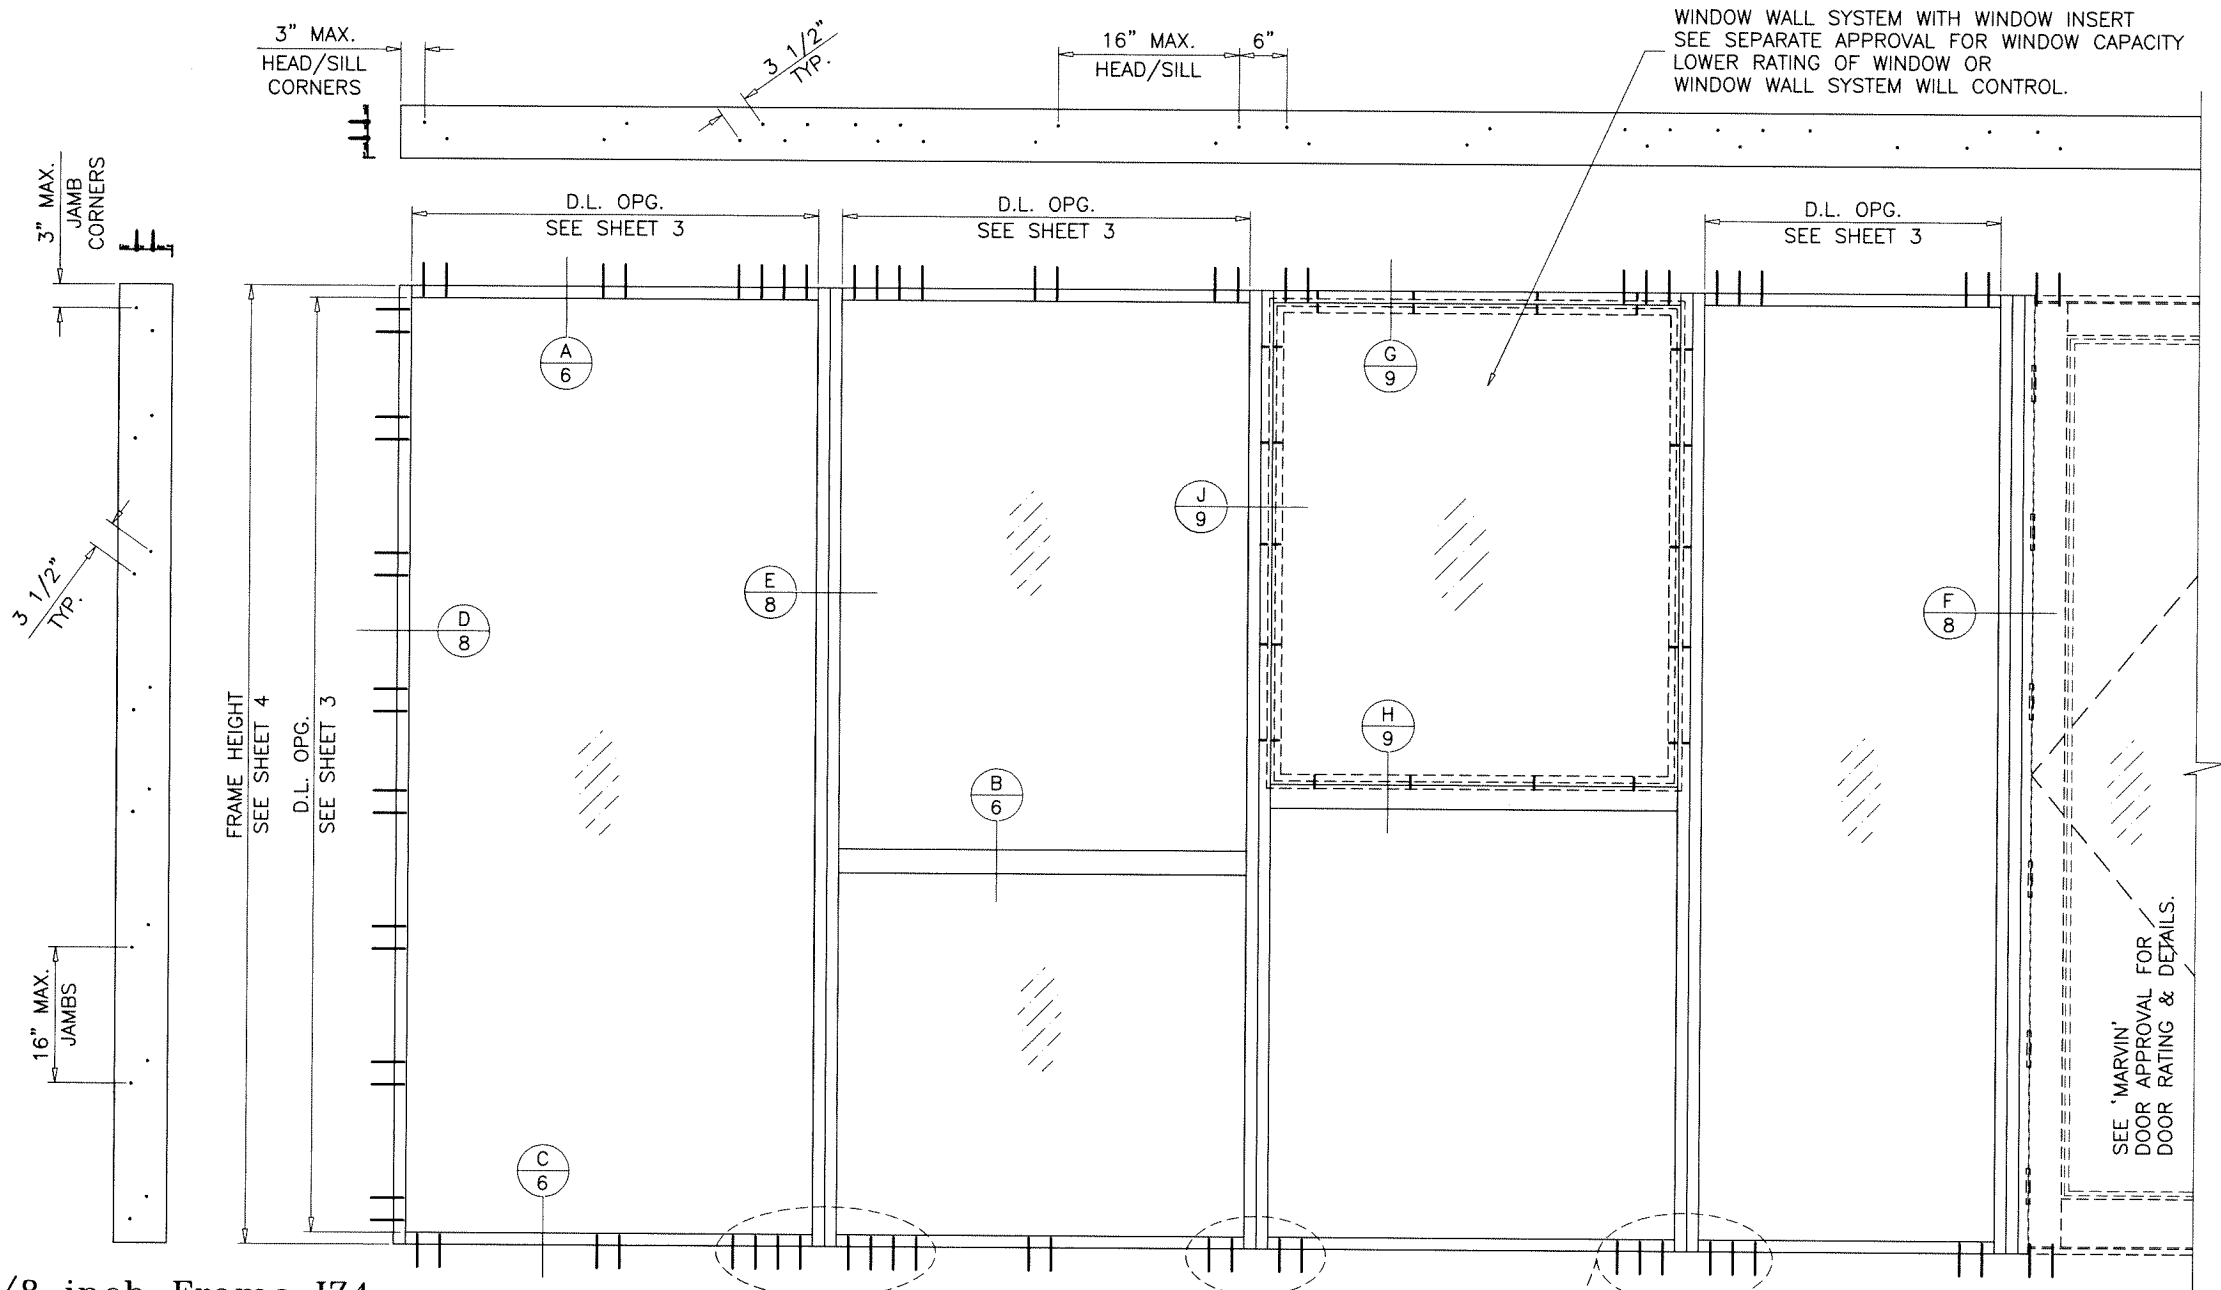 WINDOW WALL SYSTEM WITH WINDOW INSERT
SEE SEPARATE APPROVAL FOR WINDOW CAPACITY
LOWER RATING OF WINDOW OR
WINDOW WALL SYSTEM WILL CONTROL.
3" MAX.
HEAD/SILL
CORNERS
3 1/2"
TYP.
16" MAX.
HEAD/SILL
6"
3" MAX.
JAMB
CORNERS
D.L. OPG.
SEE SHEET 3
D.L. OPG.
SEE SHEET 3
D.L. OPG.
SEE SHEET 3
A
6
G
9
J
9
E
8
D
8
F
8
3 1/2"
TYP.
FRAME HEIGHT
SEE SHEET 4
D.L. OPG.
SEE SHEET 3
H
9
B
6
16" MAX.
JAMBS
SEE 'MARVIN'
DOOR APPROVAL FOR
DOOR RATING & DETAILS.
C
6